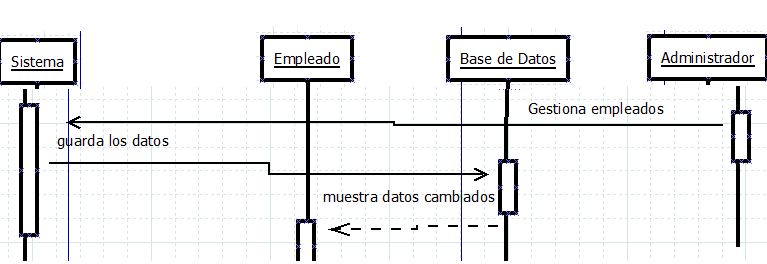 Sistema
Empleado
Base de Datos
Administrador
Gestiona empleados
guarda los datos
muestra datos cambiados